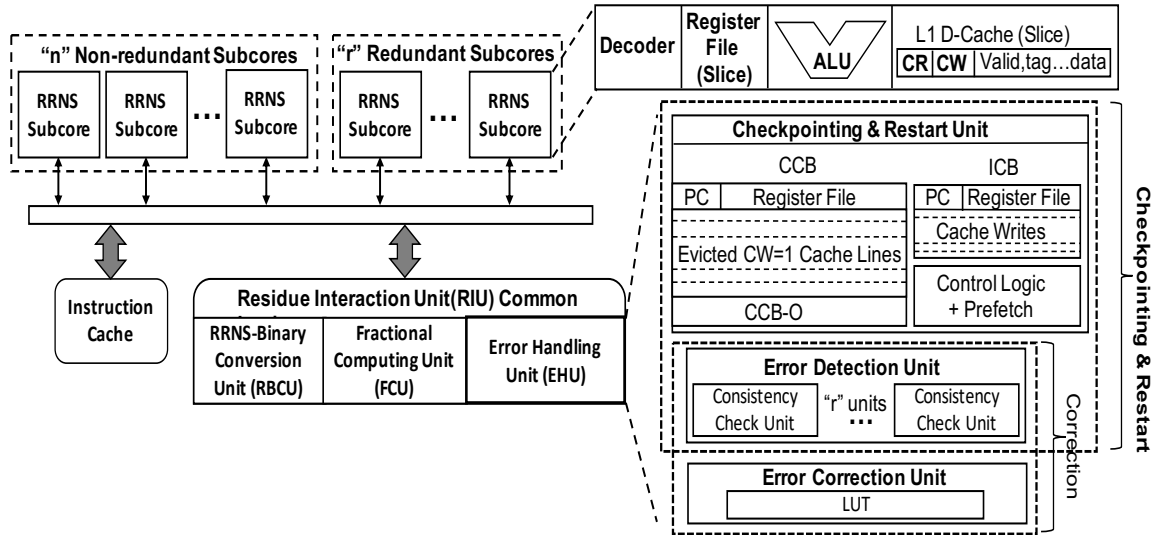 “n” Non-redundant Subcores
“r” Redundant Subcores
RRNS Subcore
RRNS Subcore
...
RRNS Subcore
RRNS Subcore
...
RRNS Subcore
Decoder
Register File (Slice)
ALU
L1 D-Cache (Slice)
CR CW Valid,tag...data
Instruction Cache
Residue Interaction Unit(RIU) Common
RRNS-Binary Conversion Unit (RBCU)
Fractional Computing Unit (FCU)
Error Handling Unit (EHU)
Checkpointing & Restart Unit
CCB
PC Register File
Evicted CW=1 Cache Lines
CCB-O
ICB
PC Register File
Cache Writes
Control Logic + Prefetch
Error Detection Unit
Consistency Check Unit
“r” units
...
Consistency Check Unit
Error Correction Unit
LUT
Correction
Checkpointing & Restart